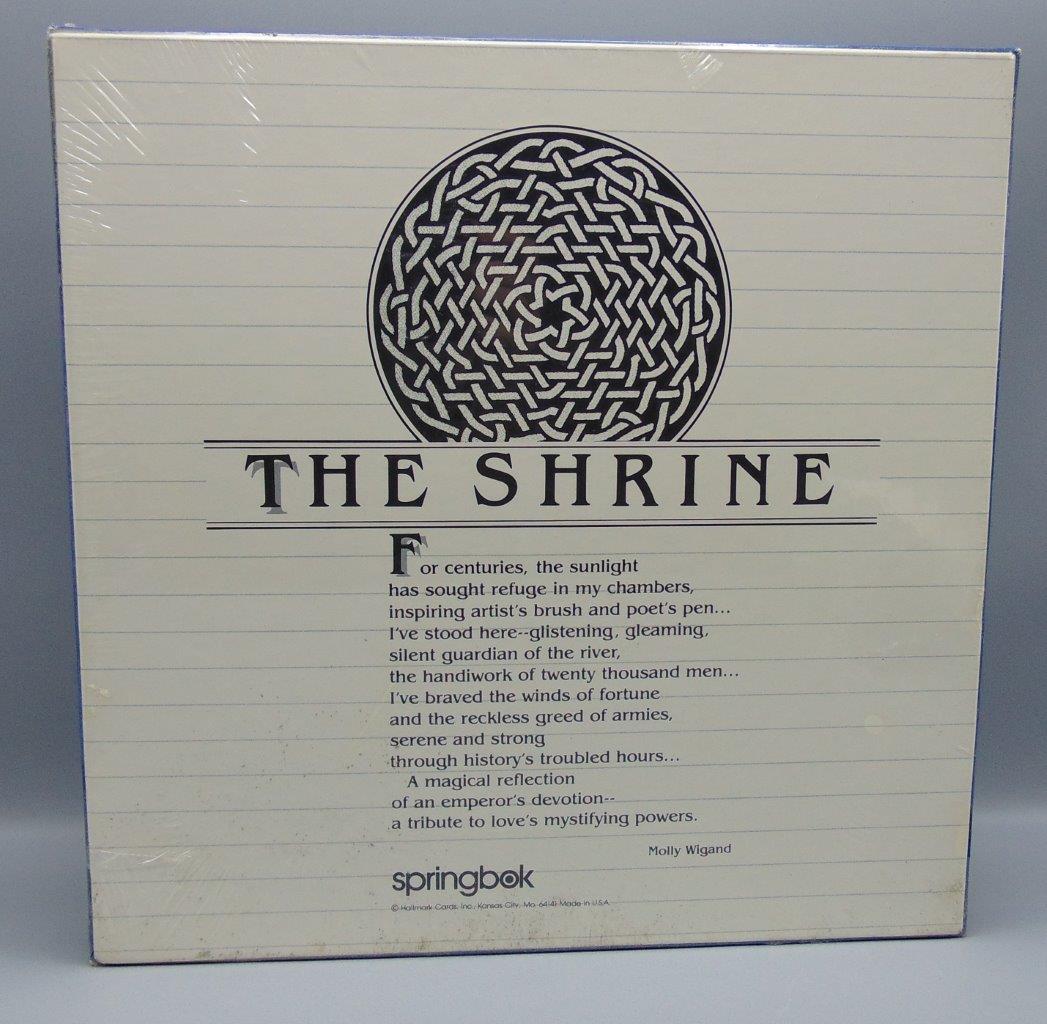 THE SHRINE
For centuries, the sunlight
has sought refuge in my chambers,
inspiring artist's brush and poet's pen...
I've stood here--glistening, gleaming,
silent guardian of the river,
the handiwork of twenty thousand men...
I've braved the winds of fortune
and the reckless greed of armies,
serene and strong
through history's troubled hours...
A magical reflection
of an emperor's devotion--
a tribute to love's mystifying powers.
Molly Wigand
springbok
© Hallmark Cards, Inc., Kansas City, Mo. 64141 Made in U.S.A.